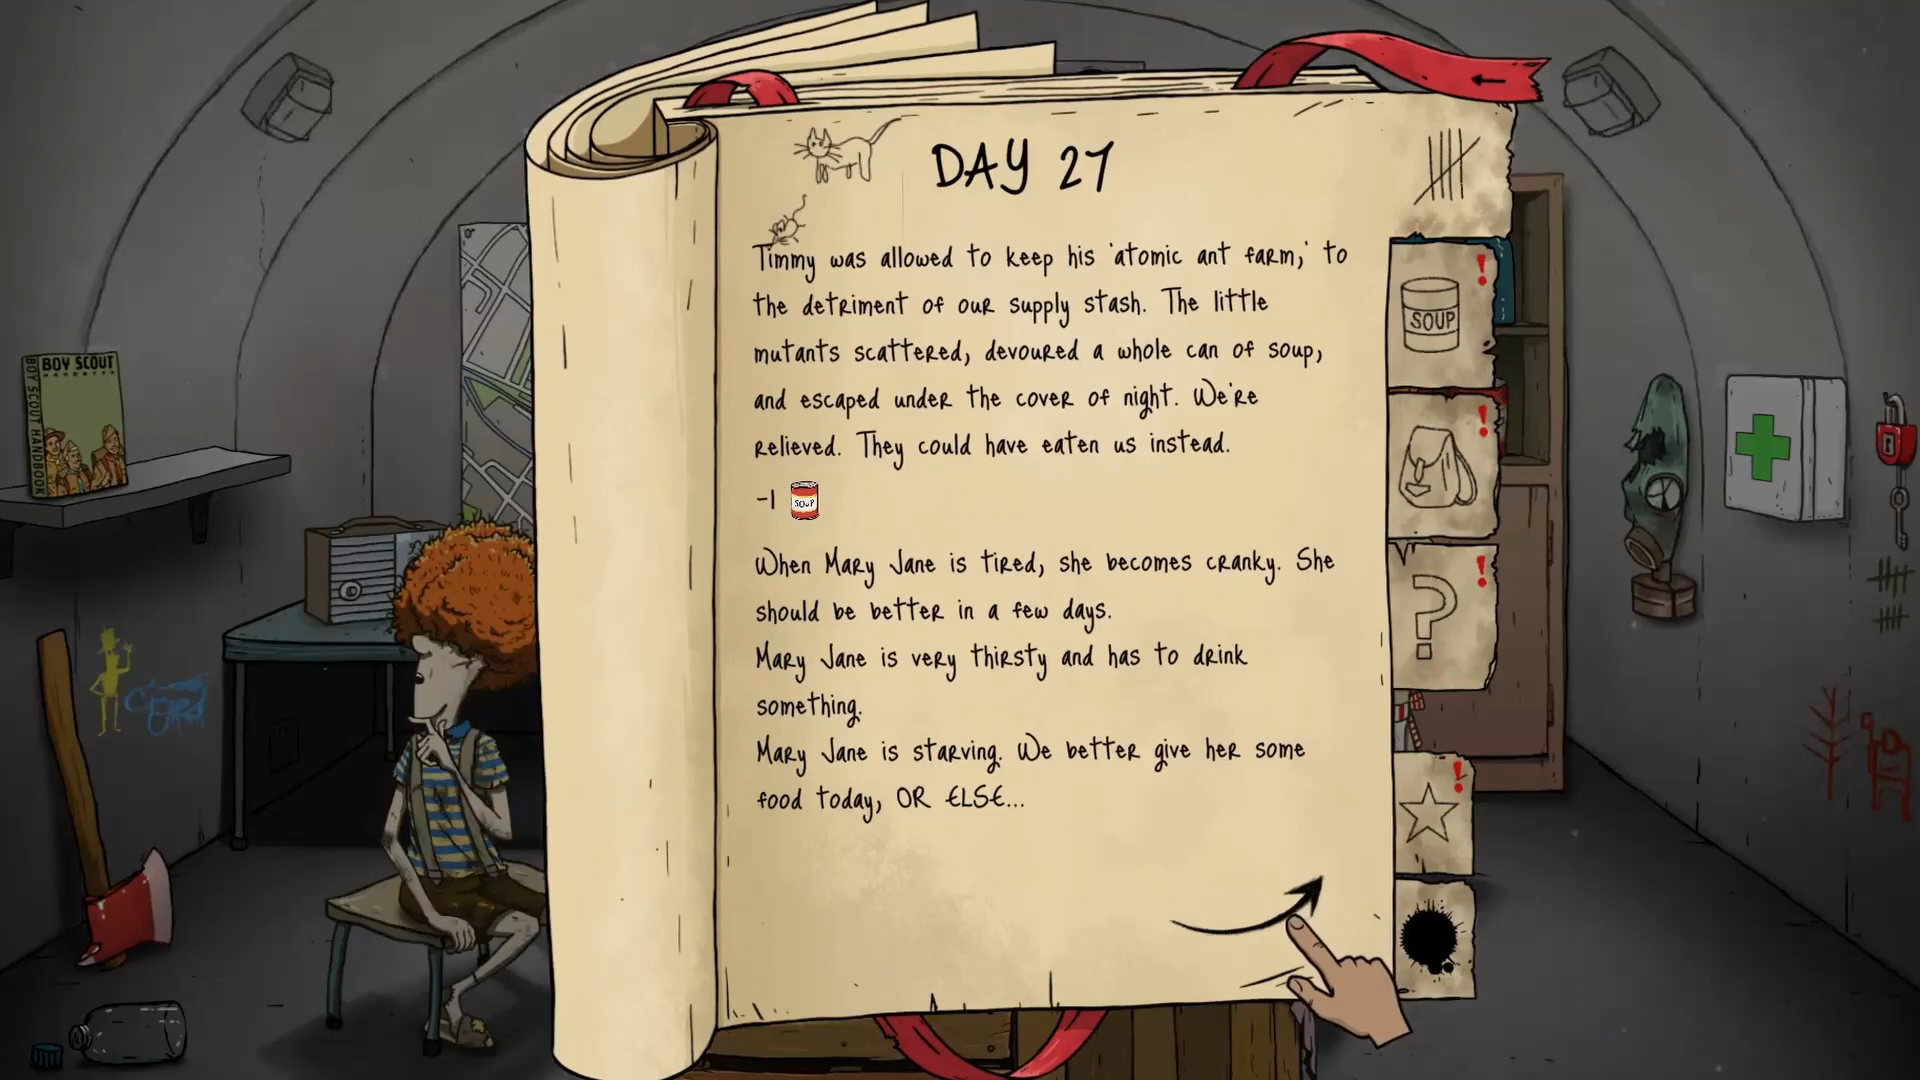 DAY 27
Timmy was allowed to keep his 'atomic ant farm,' to
the detriment of our supply stash. The little
mutants scattered, devoured a whole can of soup,
and escaped under the cover of night. We're
relieved. They could have eaten us instead.
-1 SOUP
When Mary Jane is tired, she becomes cranky. She
should be better in a few days.
Mary Jane is very thirsty and has to drink
something.
Mary Jane is starving. We better give her some
food today, OR ELSE...
SOUP
!
!
?
!
!
BOY SCOUT
BOY SCOUT HANDBOOK